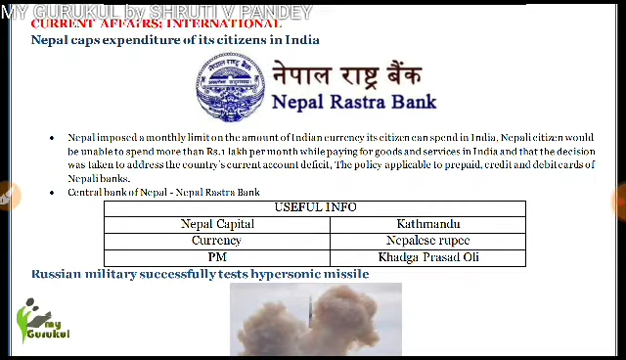 MY GURUKUL by SHRUTI V PANDEY
CURRENT AFFAIRS: INTERNATIONAL
Nepal caps expenditure of its citizens in India
नेपाल राष्ट्र बैंक
Nepal Rastra Bank
• Nepal imposed a monthly limit on the amount of Indian currency its citizen can spend in India, Nepali citizen would
be unable to spend more than Rs.1 lakh per month while paying for goods and services in India and that the decision
was taken to address the country's current account deficit, The policy applicable to prepaid, credit and debit cards of
Nepali banks.
• Central bank of Nepal - Nepal Rastra Bank
USEFUL INFO
Nepal Capital Kathmandu
Currency Nepalese rupee
PM Khadga Prasad Oli
Russian military successfully tests hypersonic missile
my
Gurukul